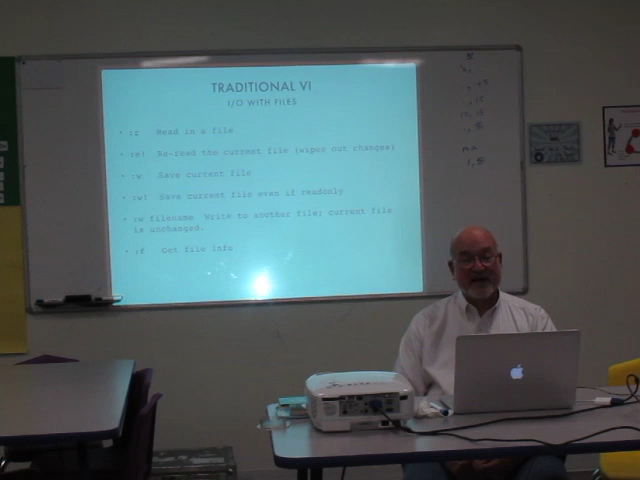 TRADITIONAL VI
I/O WITH FILES
• :r Read in a file
• :e! Re-read the current file (wipes out changes)
• :w Save current file
• :w! Save current file even if readonly
• :w filename Write to another file; current file
is unchanged.
• :f Get file info